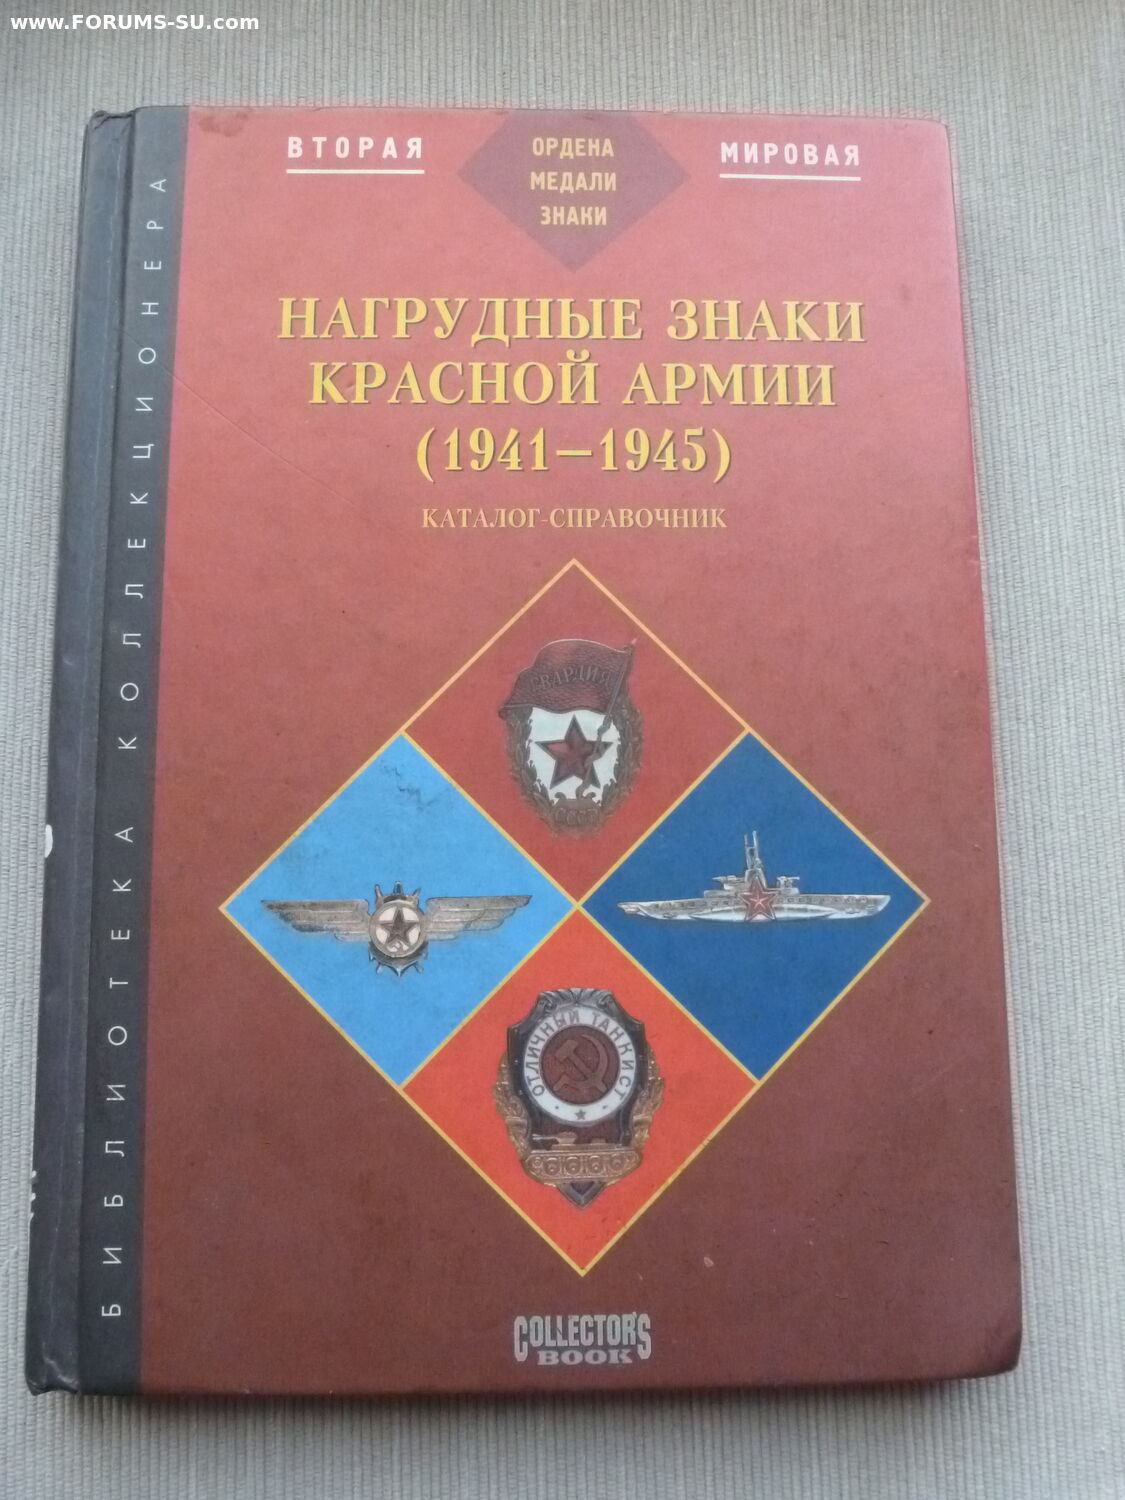 www.FORUMS-SU.com
ВТОРАЯ
ОРДЕНА
МЕДАЛИ
ЗНАКИ
МИРОВАЯ
НАГРУДНЫЕ ЗНАКИ
КРАСНОЙ АРМИИ
(1941–1945)
КАТАЛОГ-СПРАВОЧНИК
ГВАРДИЯ
СССР
ОТЛИЧНЫЙ ТАНКИСТ
COLLECTOR'S
BOOK
БИБЛИОТЕКА КОЛЛЕКЦИОНЕРА